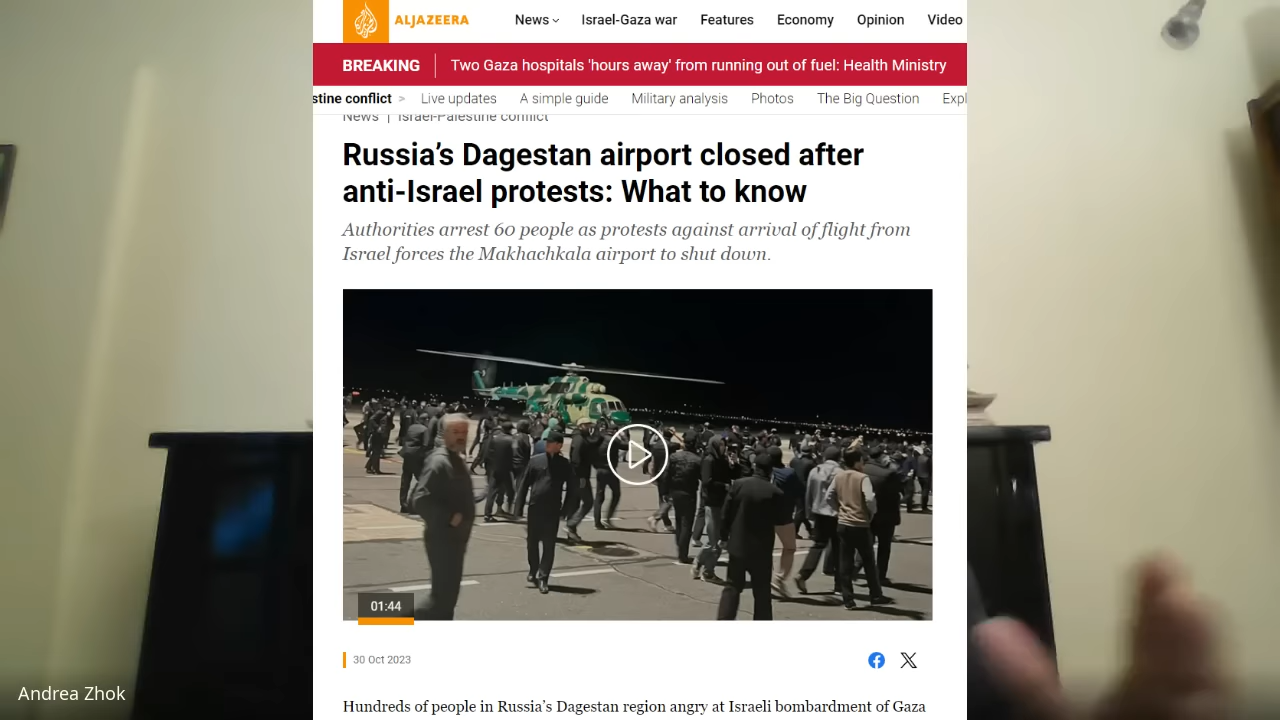 ALJAZEERA
News
Israel-Gaza war
Features
Economy
Opinion
Video
BREAKING
Two Gaza hospitals 'hours away' from running out of fuel: Health Ministry
stine conflict >
Live updates
A simple guide
Military analysis
Photos
The Big Question
Expl
News | Israel-Palestine conflict
Russia's Dagestan airport closed after
anti-Israel protests: What to know
Authorities arrest 60 people as protests against arrival of flight from
Israel forces the Makhachkala airport to shut down.
01:44
30 Oct 2023
Hundreds of people in Russia's Dagestan region angry at Israeli bombardment of Gaza
Andrea Zhok